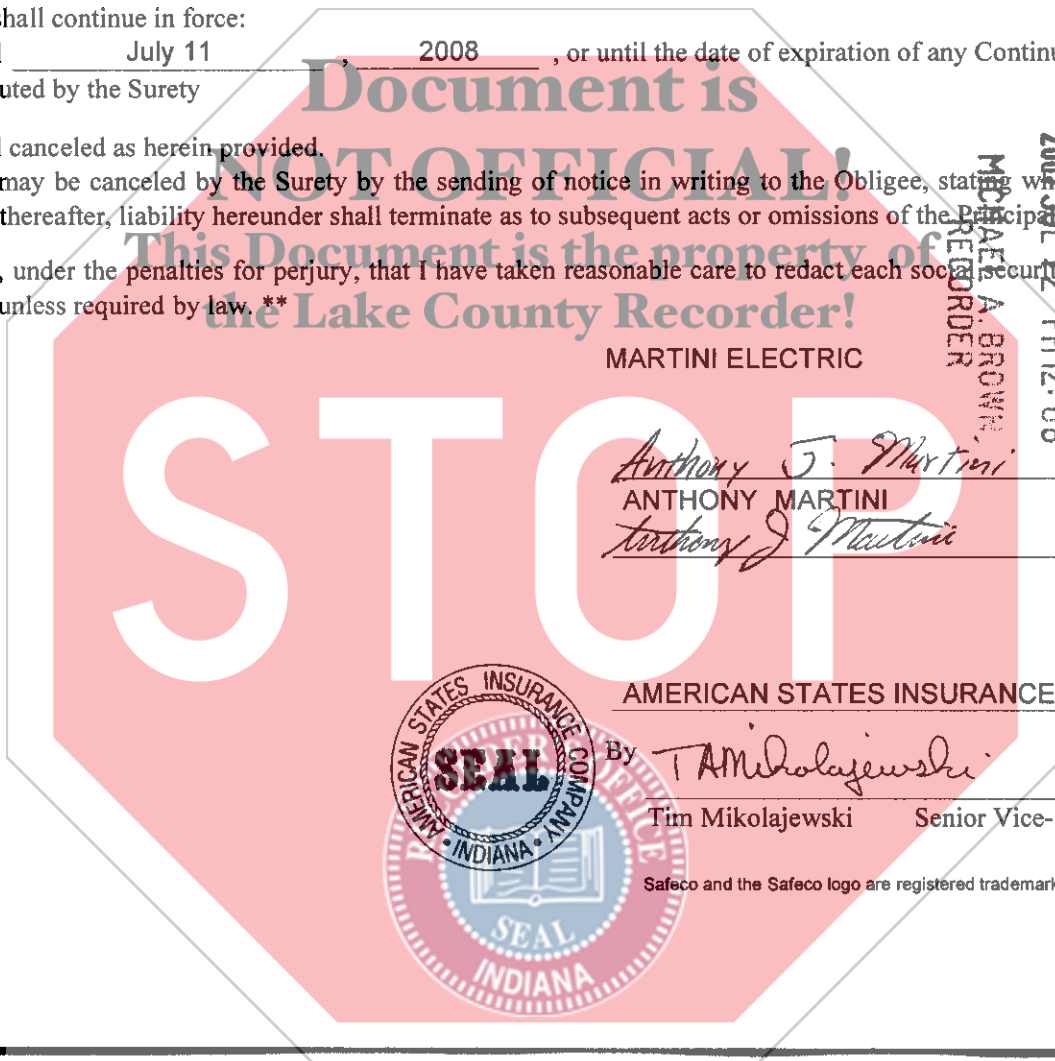 shall continue in force:
July 11 , 2008 , or until the date of expiration of any
uted by the Surety
Document is
canceled as herein provided.
NOT OFFICIAL!
may be canceled by the Surety by the sending of notice in writing to the Obligee, stating
thereafter, liability hereunder shall terminate as to subsequent acts or omissions of the
This Document is the property of
, under the penalties for perjury, that I have taken reasonable care to redact each social
unless required by law. **
the Lake County Recorder!
MICHAEL A. BROWN
RECORDER
MARTINI ELECTRIC
STOP
Anthony J. Martini
ANTHONY MARTINI
Anthony J Martini
AMERICAN STATES INSURANCE
AMERICAN STATES INSURANCE COMPANY
SEAL
INDIANA
By TAMikolajewski
Tim Mikolajewski Senior Vice-
Safeco and the Safeco logo are registered
RECORDER'S OFFICE
SEAL
INDIANA